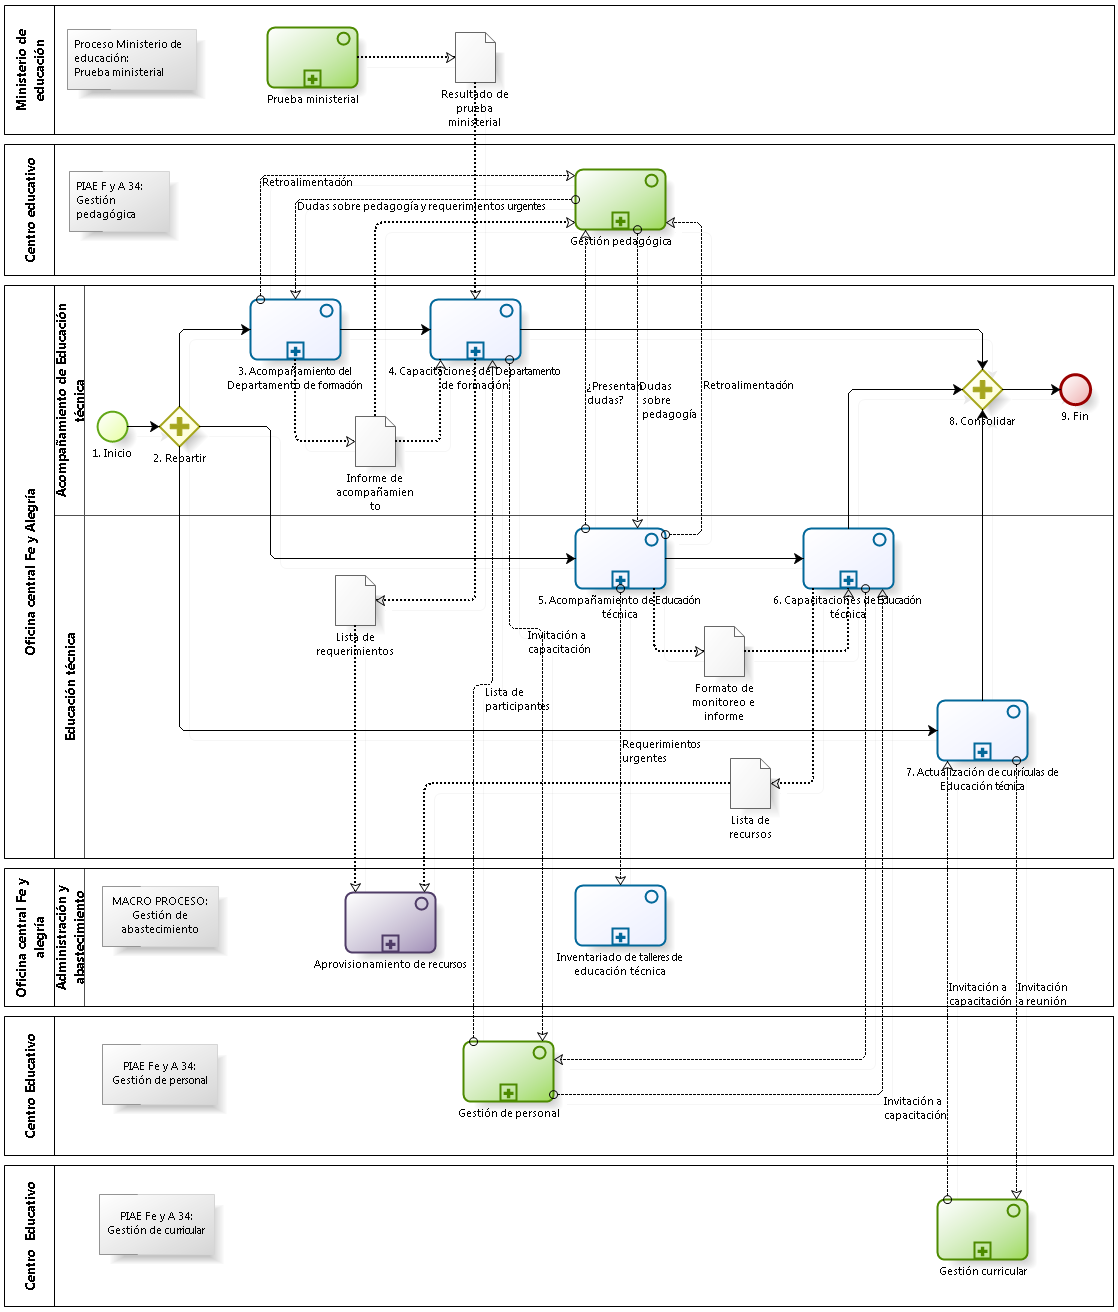 Ministerio de
educación
Proceso Ministerio de
educación:
Prueba ministerial
Prueba ministerial
Resultado de
prueba
ministerial
Centro educativo
PIAE F y A 34:
Gestión
pedagógica
Retroalimentación
Dudas sobre pedagogía y requerimientos urgentes
Gestión pedagógica
Oficina central Fe y Alegría
Acompañamiento de Educación
técnica
1. Inicio
2. Repartir
3. Acompañamiento del
Departamento de formación
4. Capacitaciones del Departamento
de formación
Informe de
acompañamien
to
¿Presentan
dudas?
Dudas
sobre
pedagogía
Retroalimentación
8. Consolidar
9. Fin
Educación técnica
Lista de
requerimientos
Invitación a
capacitación
Lista de
participantes
5. Acompañamiento de Educación
técnica
6. Capacitaciones de Educación
técnica
Formato de
monitoreo e
informe
Requerimientos
urgentes
Lista de
recursos
7. Actualización de currículas de
Educación técnica
Oficina central Fe y
alegría
Administración y
abastecimiento
MACRO PROCESO:
Gestión de
abastecimiento
Aprovisionamiento de recursos
Inventariado de talleres de
educación técnica
Invitación a
capacitación
Invitación
a reunión
Centro Educativo
PIAE Fe y A 34:
Gestión de personal
Gestión de personal
Invitación a
capacitación
Centro Educativo
PIAE Fe y A 34:
Gestión de curricular
Gestión curricular